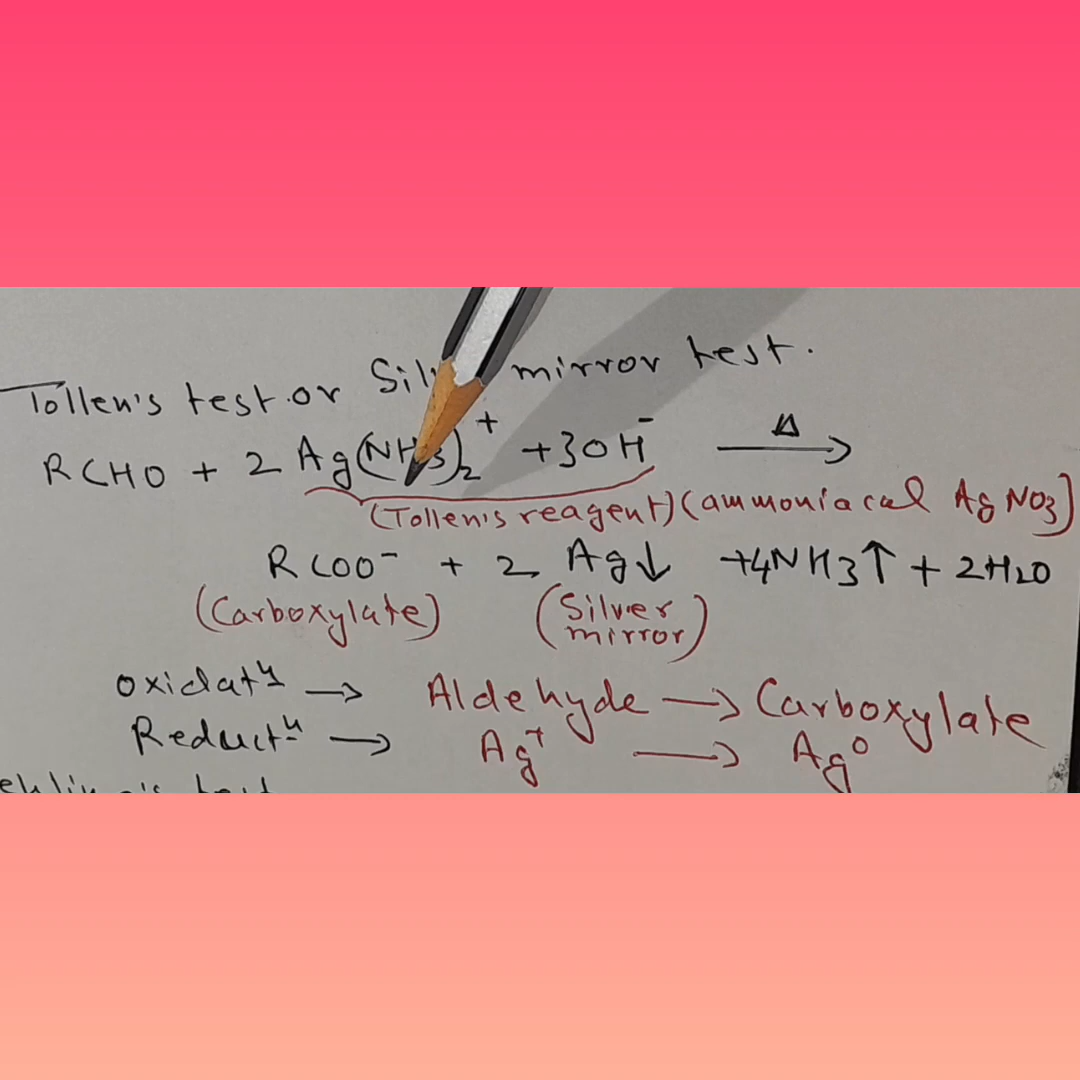 Tollen's test or Silv mirror test.
RCHO + 2 Ag(NH3)2+ + 3OH- Δ→
(Tollen's reagent)(ammoniacal AgNO3]
RCOO- + 2 Ag↓ + 4NH3↑ + 2H2O
(Carboxylate) (Silver mirror)
oxidatn → Aldehyde → Carboxylate
Reductn → Ag+ → Ag0